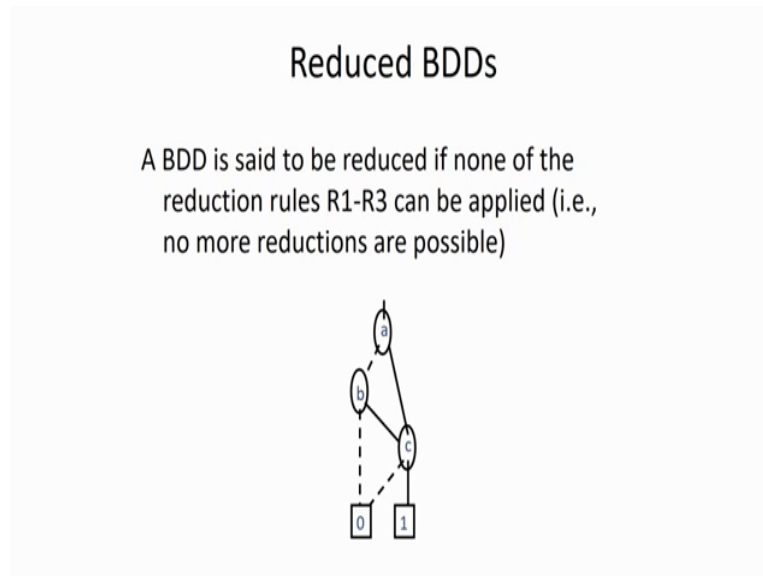 Reduced BDDs
A BDD is said to be reduced if none of the
reduction rules R1-R3 can be applied (i.e.,
no more reductions are possible)
a
b
c
0 1